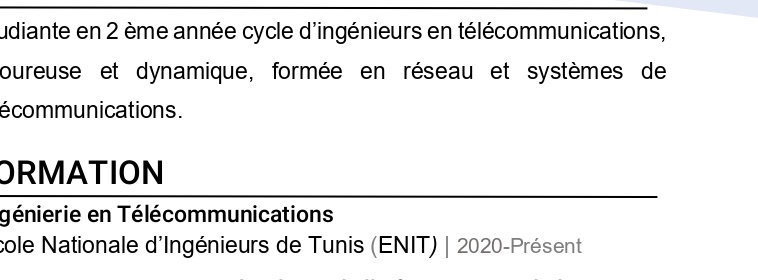 udiante en 2 ème année cycle d'ingénieurs en télécommunications,
oureuse et dynamique, formée en réseau et systèmes de
écommunications.
ORMATION
génierie en Télécommunications
cole Nationale d'Ingénieurs de Tunis (ENIT) | 2020-Présent